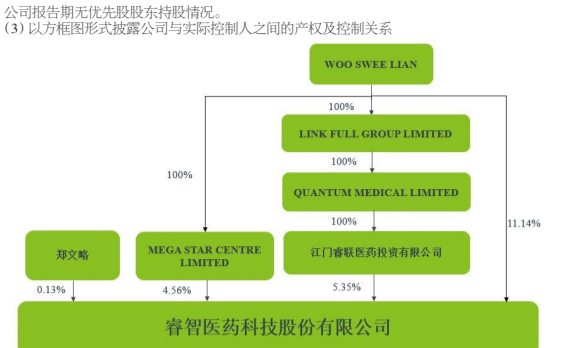 公司报告期无优先股股东持股情况。
(3) 以方框图形式披露公司与实际控制人之间的产权及控制关系
WOO SWEE LIAN
100%
LINK FULL GROUP LIMITED
100%
100%
QUANTUM MEDICAL LIMITED
100%
11.14%
郑文略
MEGA STAR CENTRE
LIMITED
江门睿联医药投资有限公司
0.13%
4.56%
5.35%
睿智医药科技股份有限公司